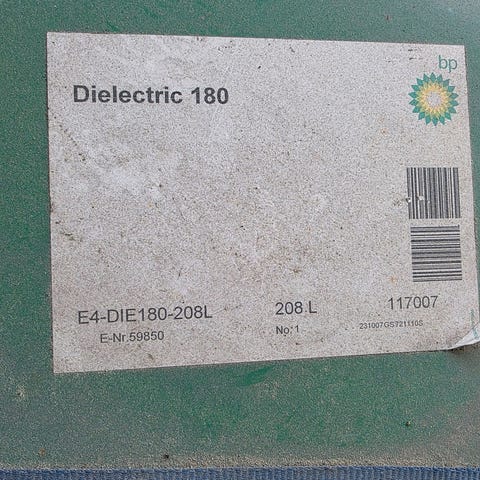 bp
Dielectric 180
E4-DIE180-208L 208 L 117007
E-Nr.59850 No:1 231007GS721110S